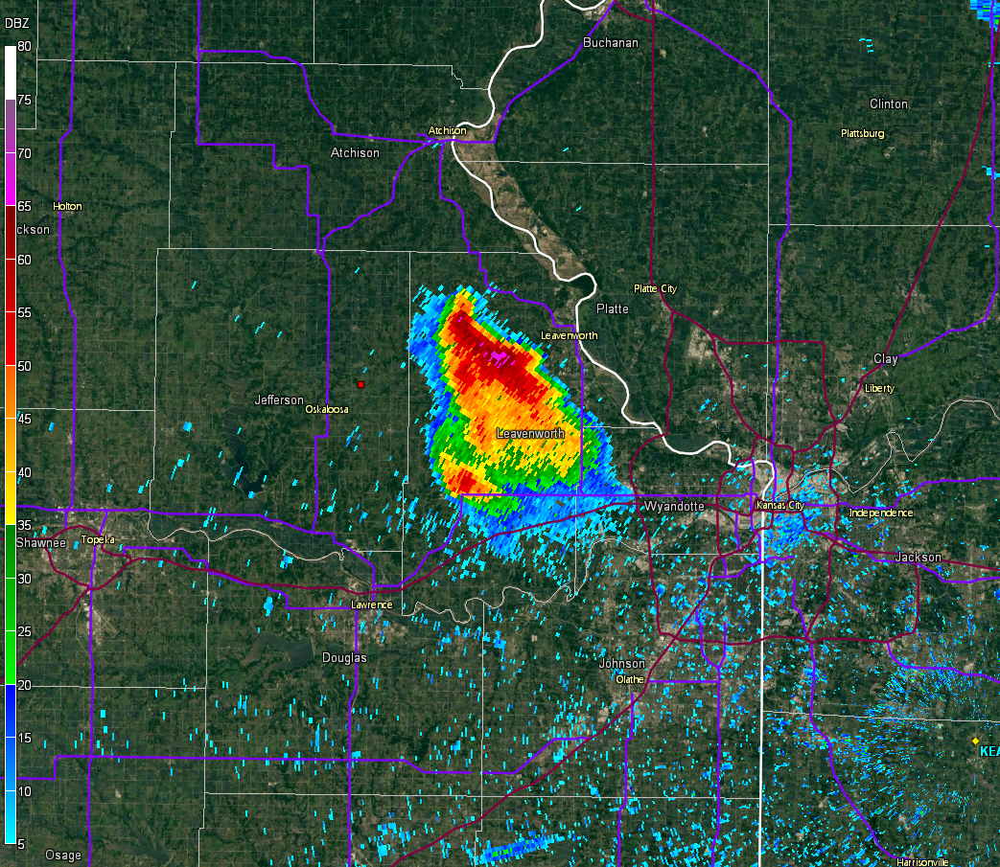 DBZ
80
75
70
65
60
55
50
45
40
35
30
25
20
15
10
5
Buchanan
Clinton
Plattsburg
Atchison
Atchison
Holton
ckson
Platte City
Platte
Leavenworth
Clay
Liberty
Jefferson
Oskaloosa
Leavenworth
Wyandotte
Kansas City
Independence
Shawnee
Topeka
Jackson
Lawrence
Douglas
Johnson
Olathe
KEA
Osage
Harrisonville